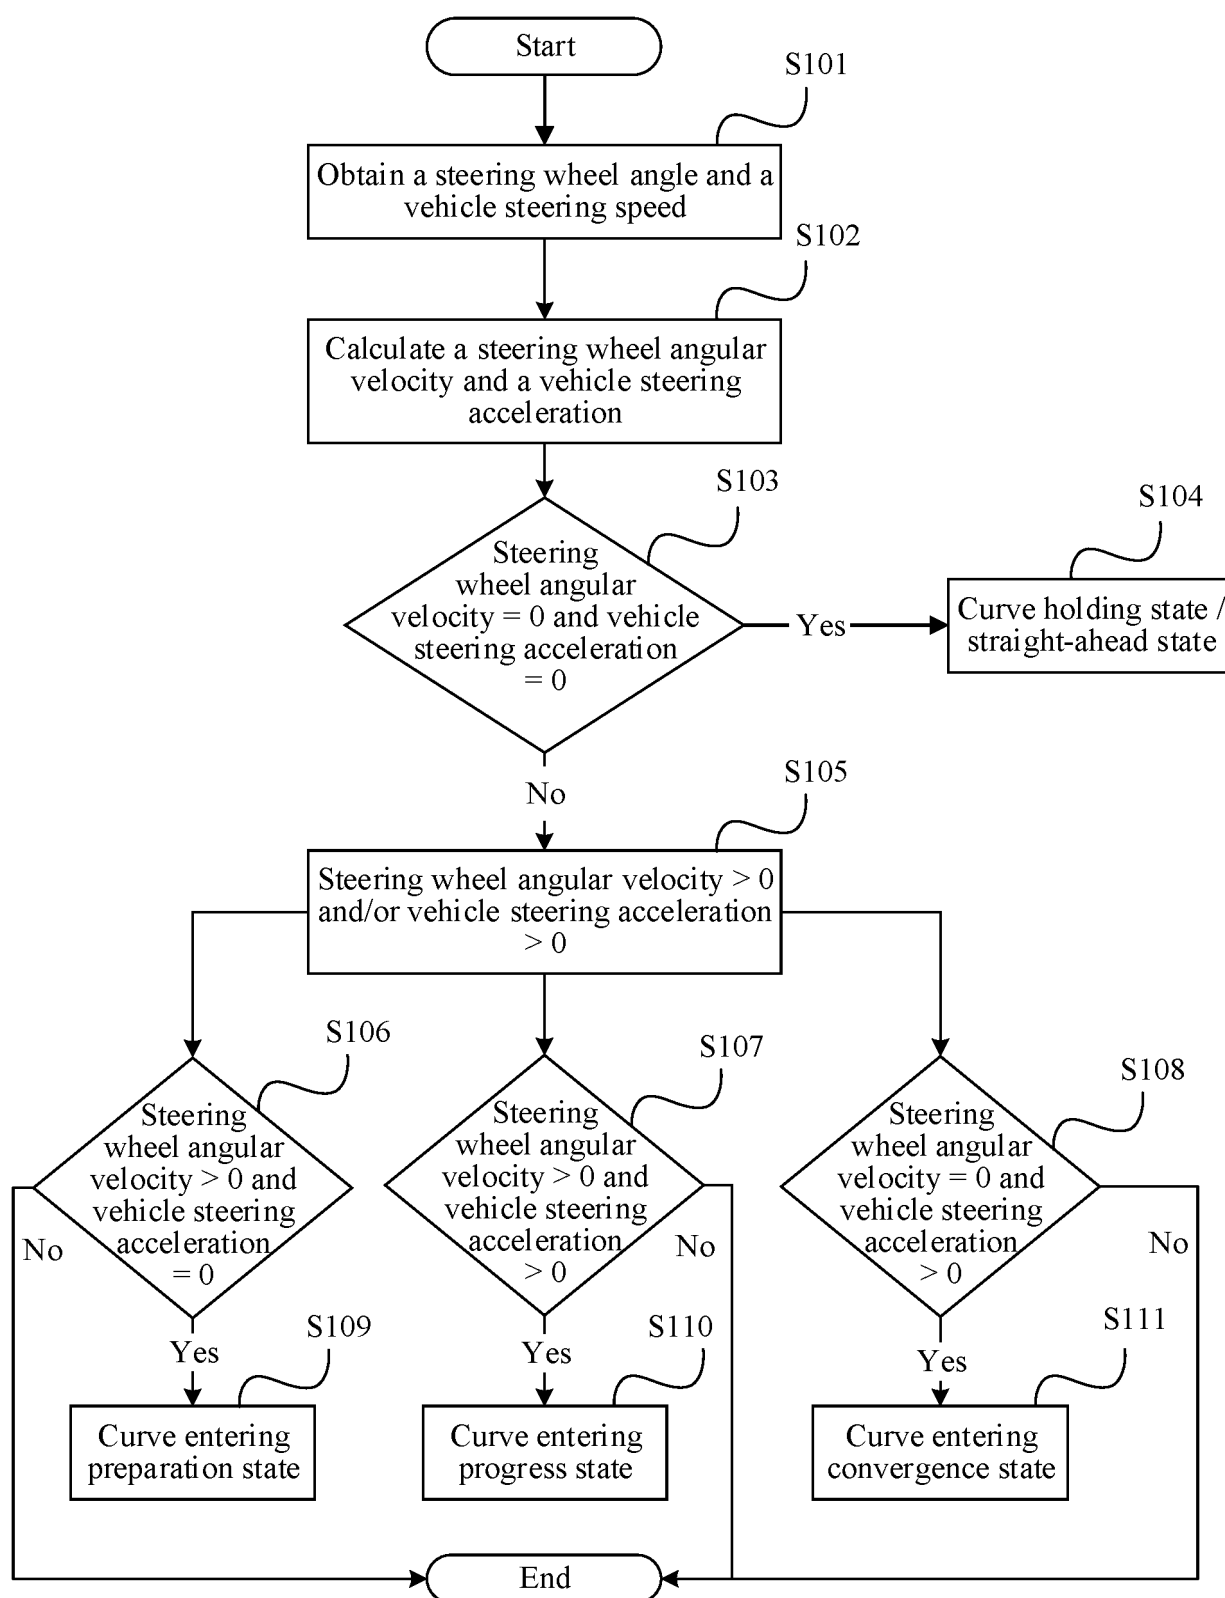 Start
S101
Obtain a steering wheel angle and a
vehicle steering speed
S102
Calculate a steering wheel angular
velocity and a vehicle steering
acceleration
S103
Steering
wheel angular
velocity = 0 and vehicle
steering acceleration
= 0
Yes
S104
Curve holding state /
straight-ahead state
No
S105
Steering wheel angular velocity > 0
and/or vehicle steering acceleration
> 0
S106
Steering
wheel angular
velocity > 0 and
vehicle steering
acceleration
= 0
No
Yes
S107
Steering
wheel angular
velocity > 0 and
vehicle steering
acceleration
> 0
No
Yes
S108
Steering
wheel angular
velocity = 0 and
vehicle steering
acceleration
> 0
No
Yes
S109
Curve entering
preparation state
S110
Curve entering
progress state
S111
Curve entering
convergence state
End